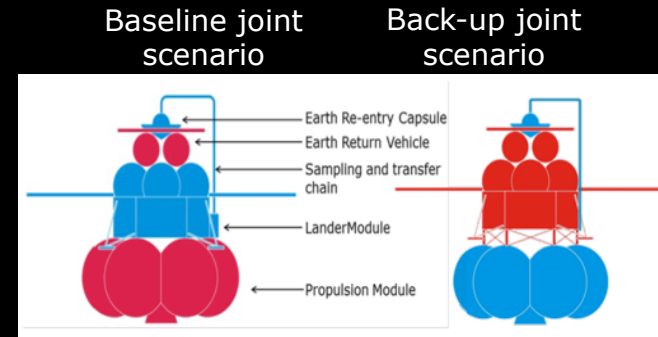 Baseline joint
scenario
Back-up joint
scenario
Earth Re-entry Capsule
Earth Return Vehicle
Sampling and transfer
chain
LanderModule
Propulsion Module